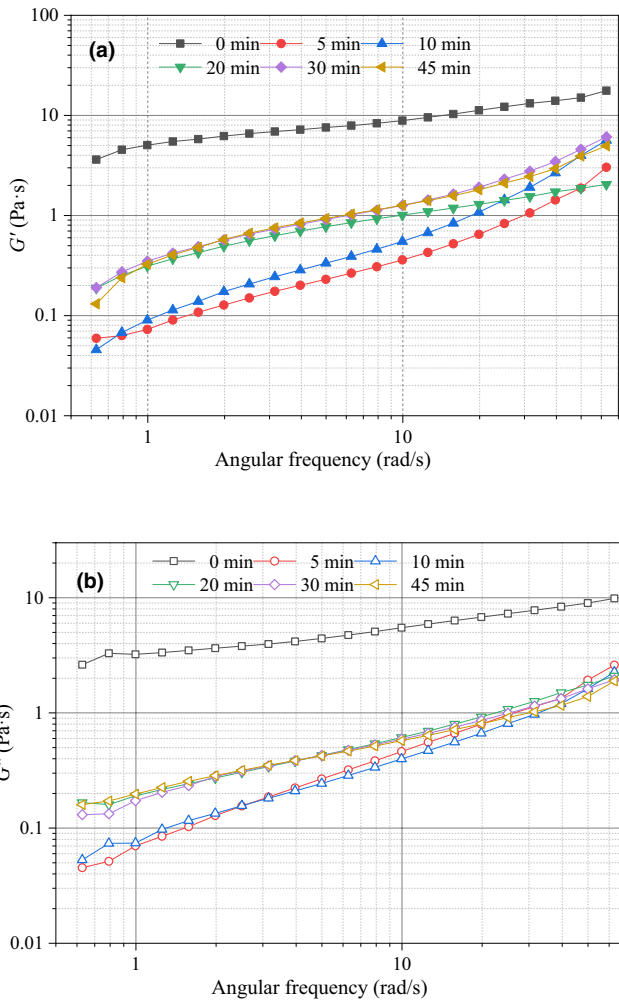 100
(a)
0 min 5 min 10 min
20 min 30 min 45 min
10
G′ (Pa·s)
1
0.1
0.01
1 10
Angular frequency (rad/s)
(b)
0 min 5 min 10 min
20 min 30 min 45 min
10
G″ (Pa·s)
1
0.1
0.01
1 10
Angular frequency (rad/s)